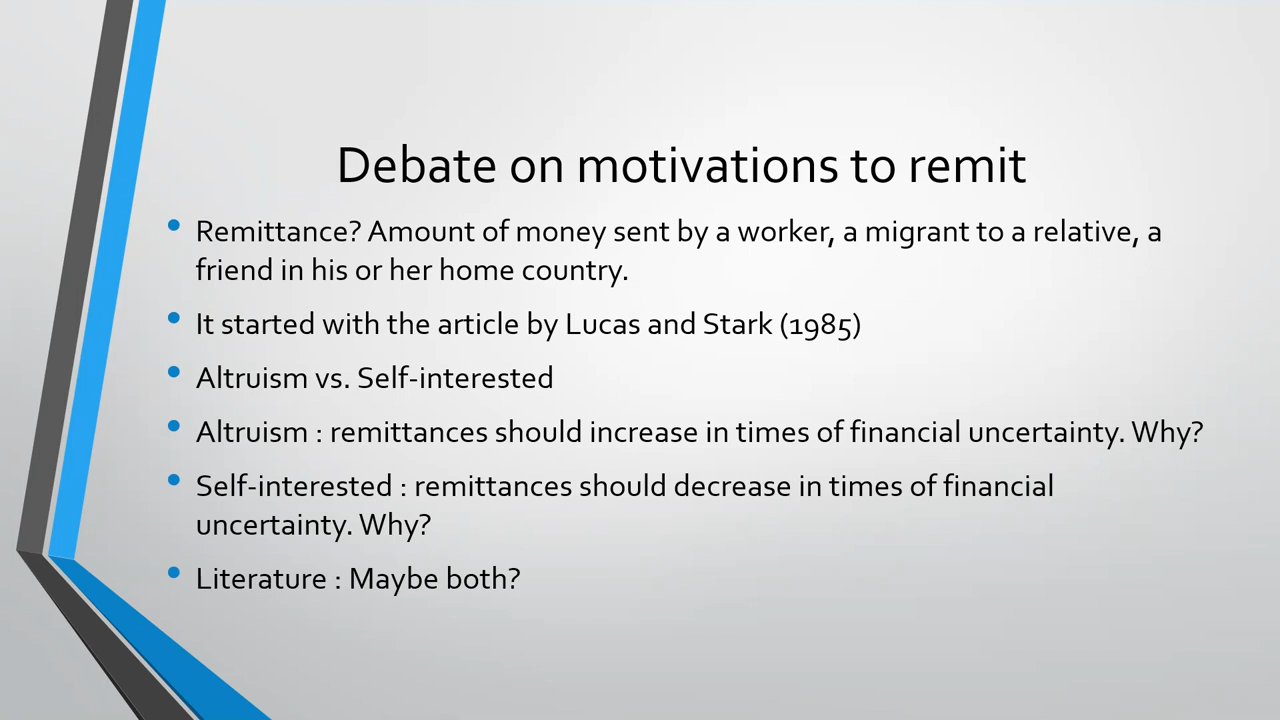 Debate on motivations to remit
• Remittance? Amount of money sent by a worker, a migrant to a relative, a
friend in his or her home country.
• It started with the article by Lucas and Stark (1985)
• Altruism vs. Self-interested
• Altruism : remittances should increase in times of financial uncertainty. Why?
• Self-interested : remittances should decrease in times of financial
uncertainty. Why?
• Literature : Maybe both?